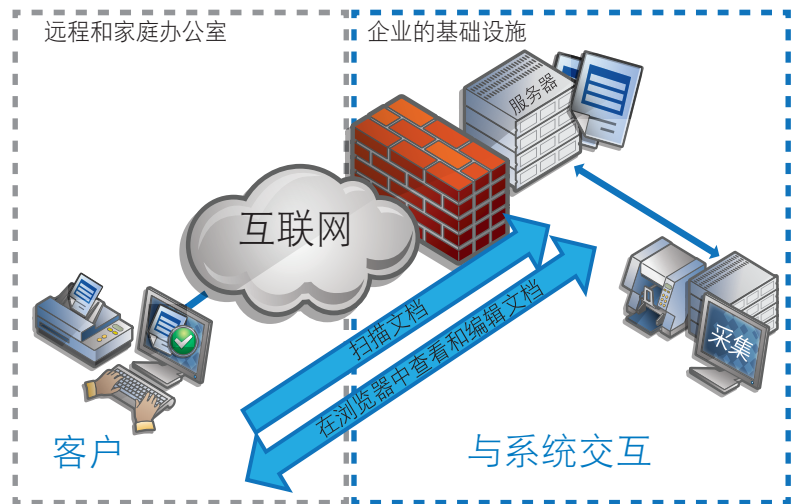 远程和家庭办公室
企业的基础设施
服务器
互联网
扫描文档
在浏览器中查看和编辑文档
采集
客户
与系统交互